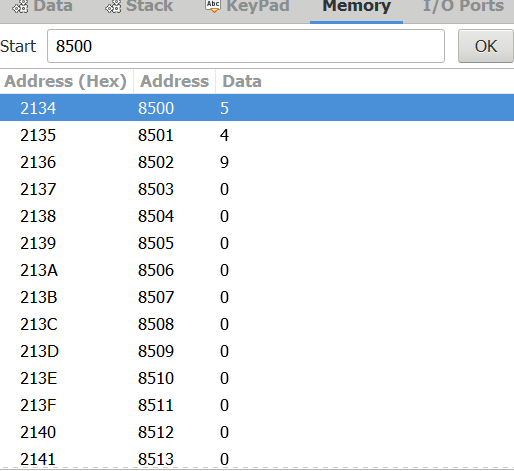 Data Stack Abc KeyPad Memory I/O Ports
Start 8500 OK
Address (Hex) Address Data
2134 8500 5
2135 8501 4
2136 8502 9
2137 8503 0
2138 8504 0
2139 8505 0
213A 8506 0
213B 8507 0
213C 8508 0
213D 8509 0
213E 8510 0
213F 8511 0
2140 8512 0
2141 8513 0